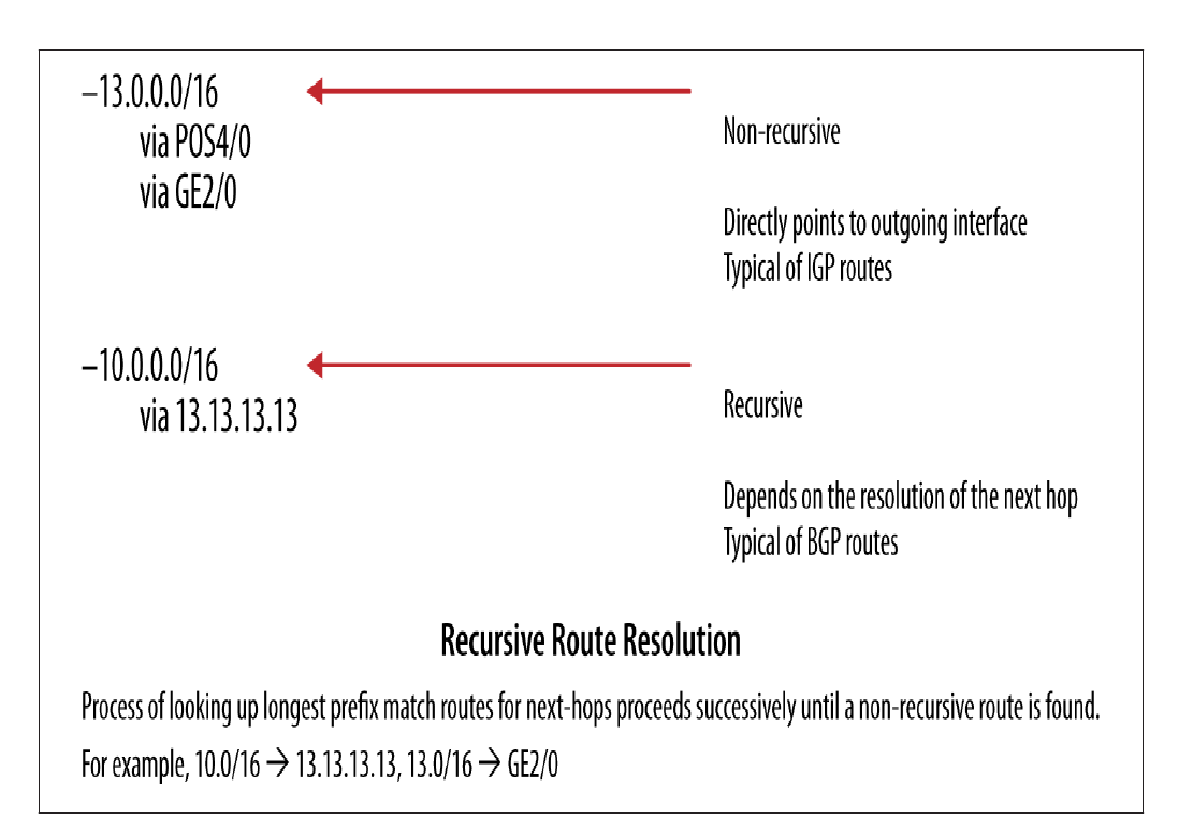 –13.0.0.0/16
via POS4/0
via GE2/0
Non-recursive
Directly points to outgoing interface
Typical of IGP routes
–10.0.0.0/16
via 13.13.13.13
Recursive
Depends on the resolution of the next hop
Typical of BGP routes
Recursive Route Resolution
Process of looking up longest prefix match routes for next-hops proceeds successively until a non-recursive route is found.
For example, 10.0/16 → 13.13.13.13, 13.0/16 → GE2/0